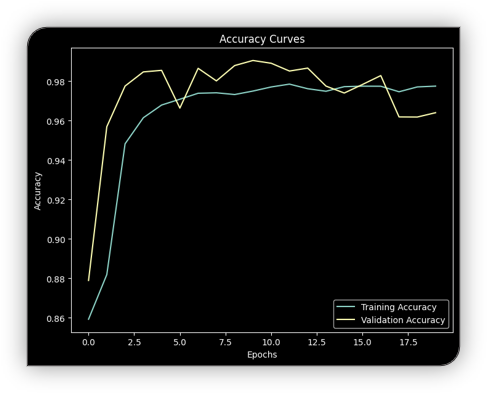 Accuracy Curves
0.98
0.96
0.94
0.92
0.90
0.88
0.86
Accuracy
Training Accuracy
Validation Accuracy
0.0 2.5 5.0 7.5 10.0 12.5 15.0 17.5
Epochs